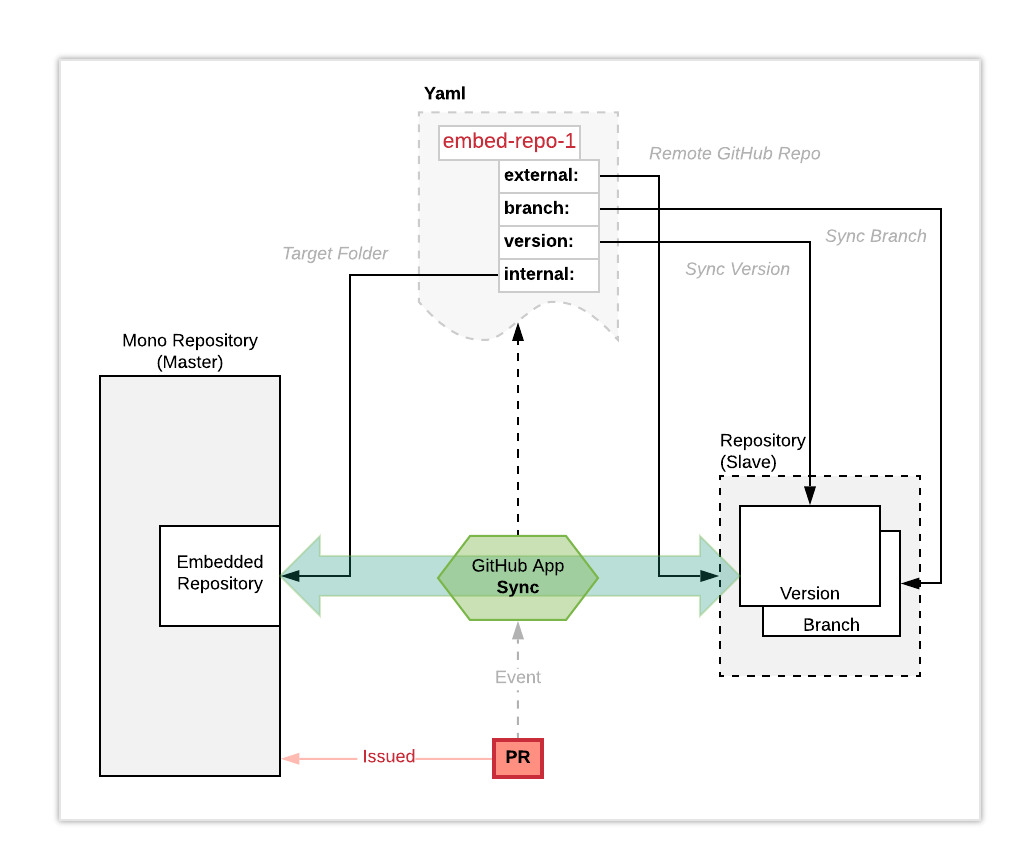 Yaml
embed-repo-1
external:
branch:
version:
internal:
Remote GitHub Repo
Sync Branch
Sync Version
Target Folder
Mono Repository
(Master)
Embedded
Repository
GitHub App
Sync
Repository
(Slave)
Version
Branch
Event
Issued
PR